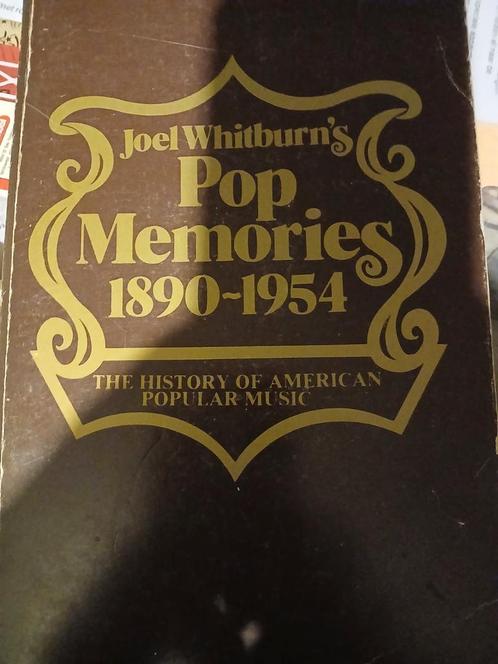 Joel Whitburn's
Pop
Memories
1890-1954
THE HISTORY OF AMERICAN
POPULAR MUSIC